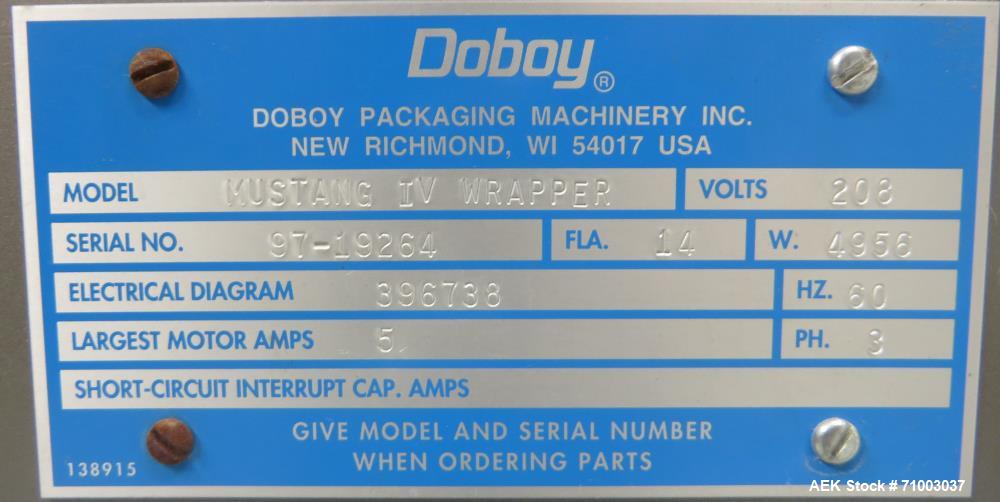 Doboy®
DOBOY PACKAGING MACHINERY INC.
NEW RICHMOND, WI 54017 USA
MODEL MUSTANG IV WRAPPER VOLTS 208
SERIAL NO. 97-19264 FLA. 14 W. 4956
ELECTRICAL DIAGRAM 396738 HZ. 60
LARGEST MOTOR AMPS 5 PH. 3
SHORT-CIRCUIT INTERRUPT CAP. AMPS
GIVE MODEL AND SERIAL NUMBER
WHEN ORDERING PARTS
138915
AEK Stock # 71003037